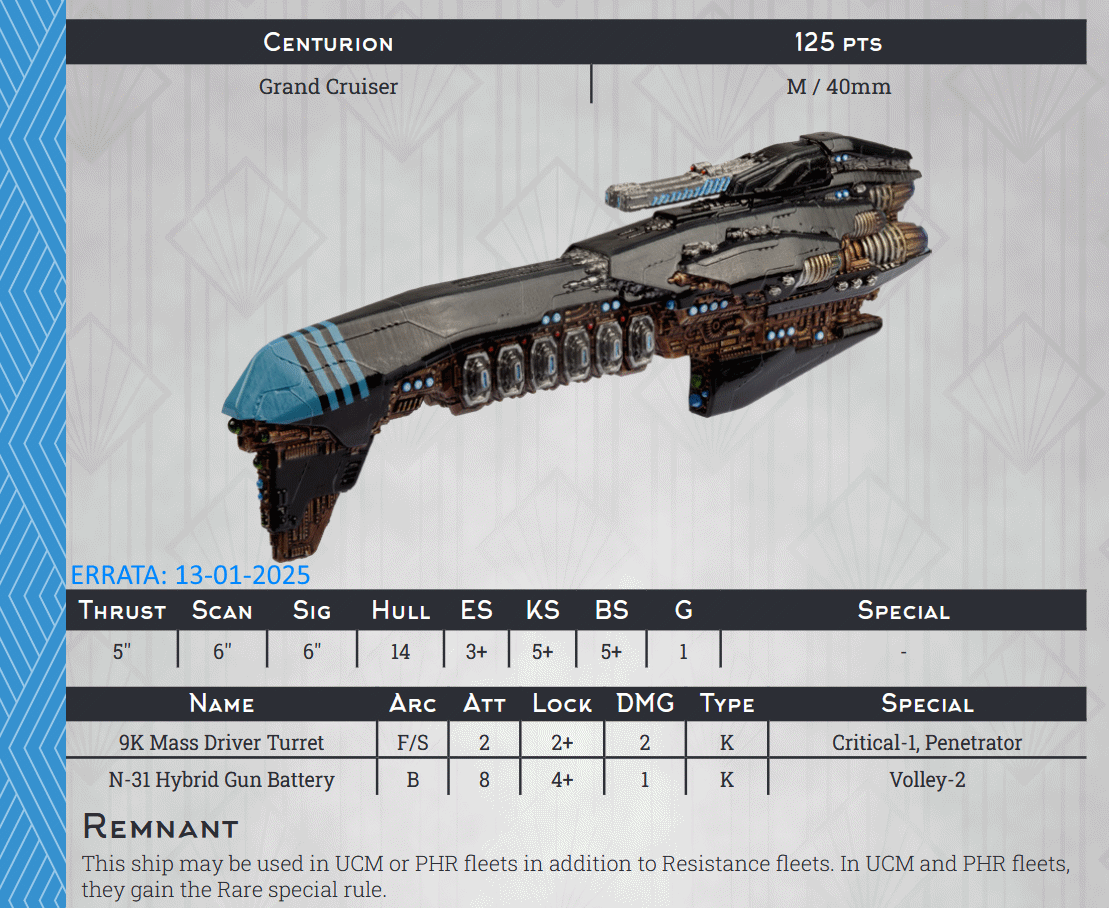 Centurion 125 pts
Grand Cruiser M / 40mm
ERRATA: 13-01-2025
Thrust Scan Sig Hull ES KS BS G Special
5" 6" 6" 14 3+ 5+ 5+ 1 -
Name Arc Att Lock DMG Type Special
9K Mass Driver Turret F/S 2 2+ 2 K Critical-1, Penetrator
N-31 Hybrid Gun Battery B 8 4+ 1 K Volley-2
Remnant
This ship may be used in UCM or PHR fleets in addition to Resistance fleets. In UCM and PHR fleets,
they gain the Rare special rule.